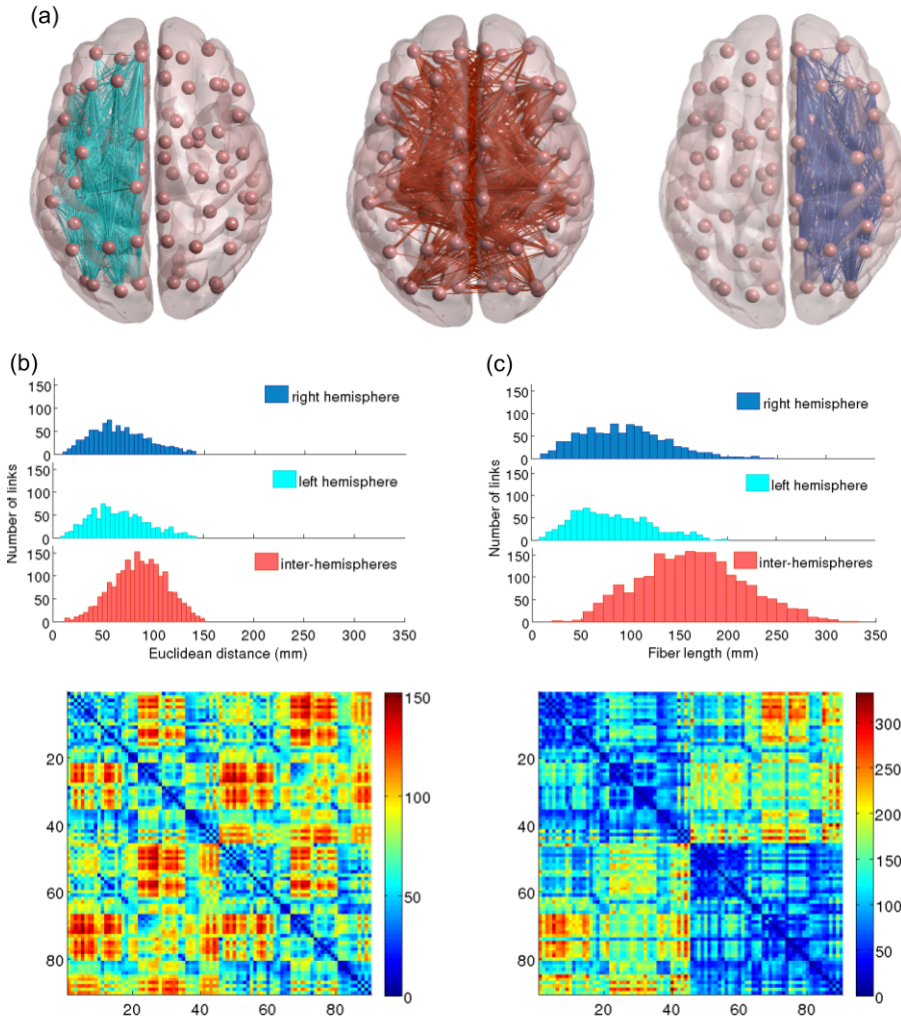 (a)
(b)
150
100
50
0
right hemisphere
Number of links
150
100
50
0
left hemisphere
150
100
50
0
inter-hemispheres
0 50 100 150 200 250 300 350
Euclidean distance (mm)
(c)
150
100
50
0
right hemisphere
150
100
50
0
left hemisphere
150
100
50
0
inter-hemispheres
0 50 100 150 200 250 300 350
Fiber length (mm)
20
40
60
80
20 40 60 80
150
100
50
0
20
40
60
80
20 40 60 80
300
250
200
150
100
50
0